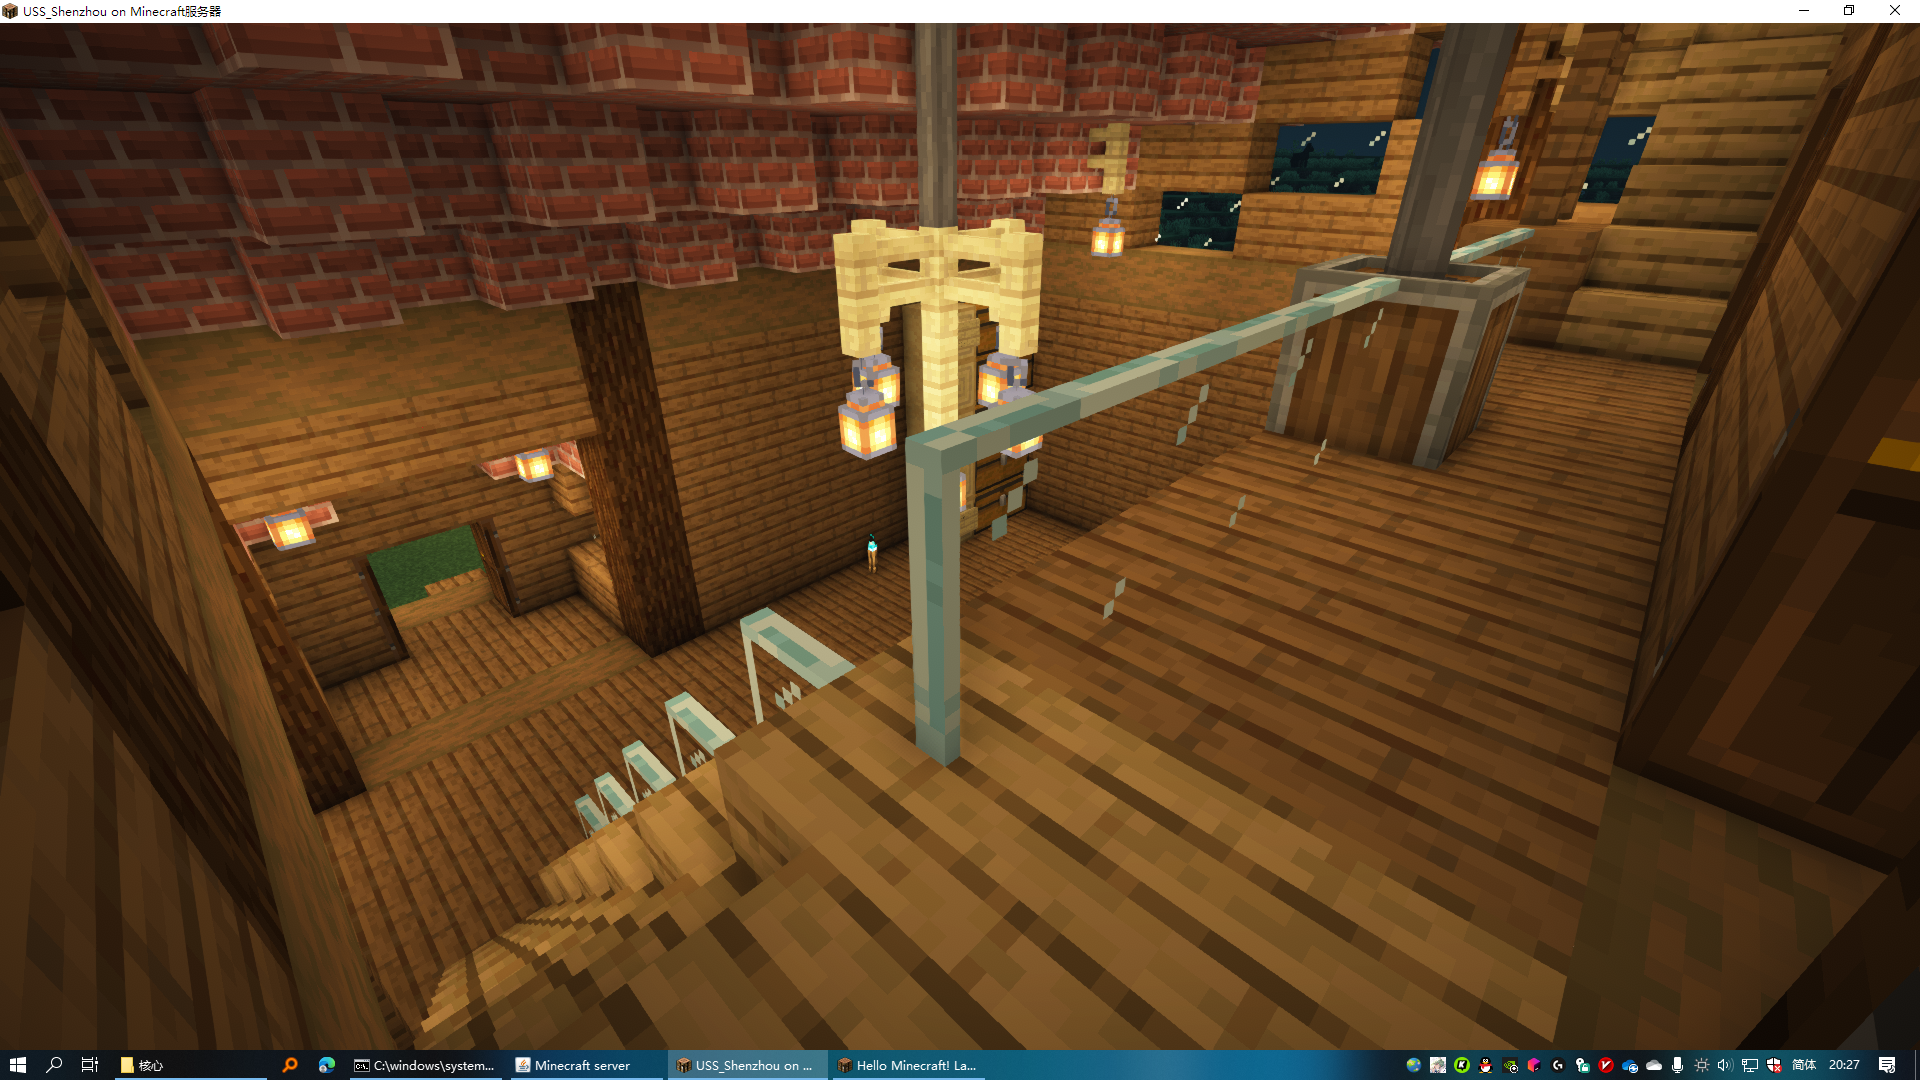 USS_Shenzhou on Minecraft服务器
核心
C:\windows\system...
Minecraft server
USS_Shenzhou on ...
Hello Minecraft! La...
简体
20:27